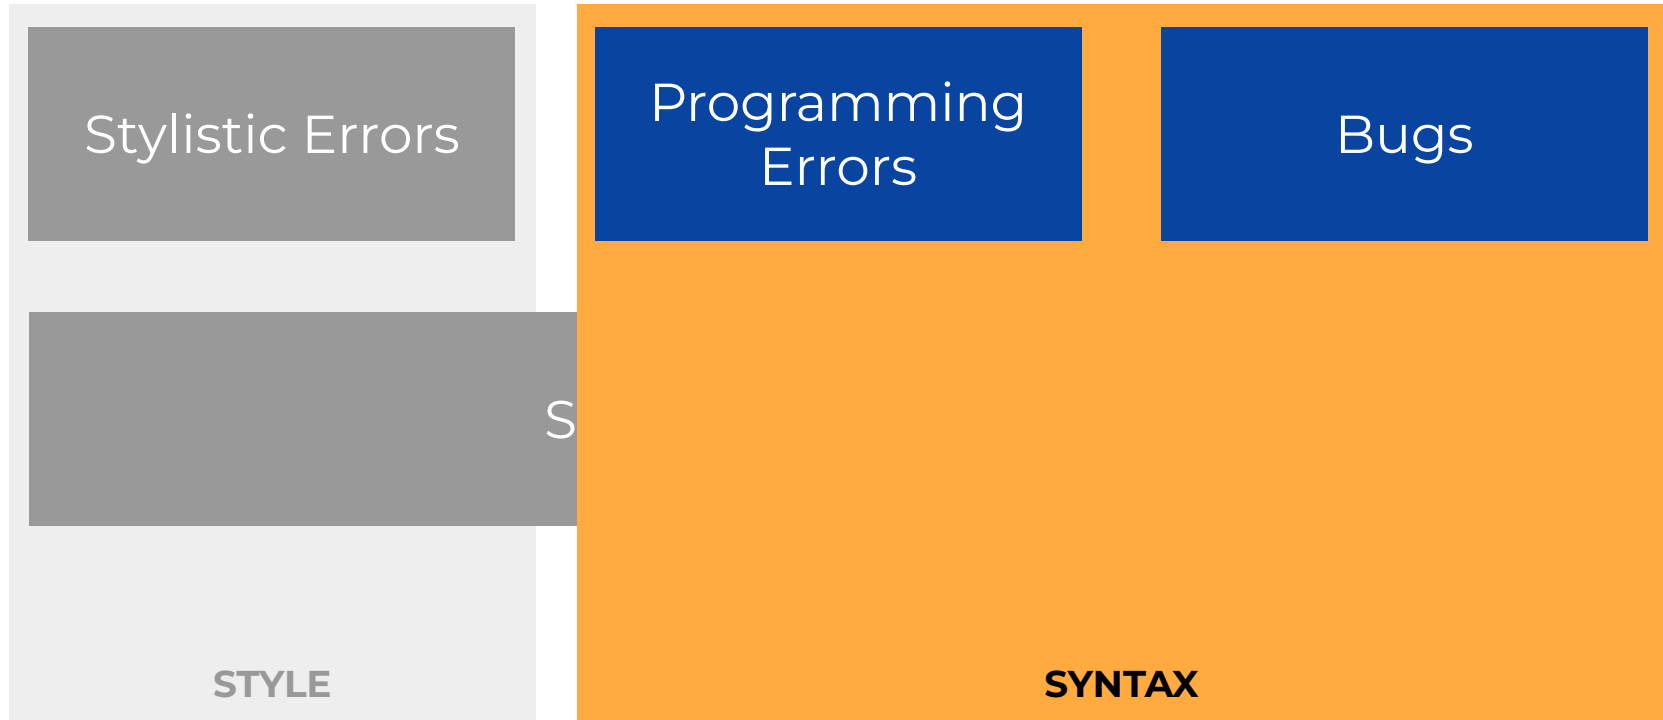 Stylistic Errors
Programming
Errors
Bugs
S
STYLE
SYNTAX